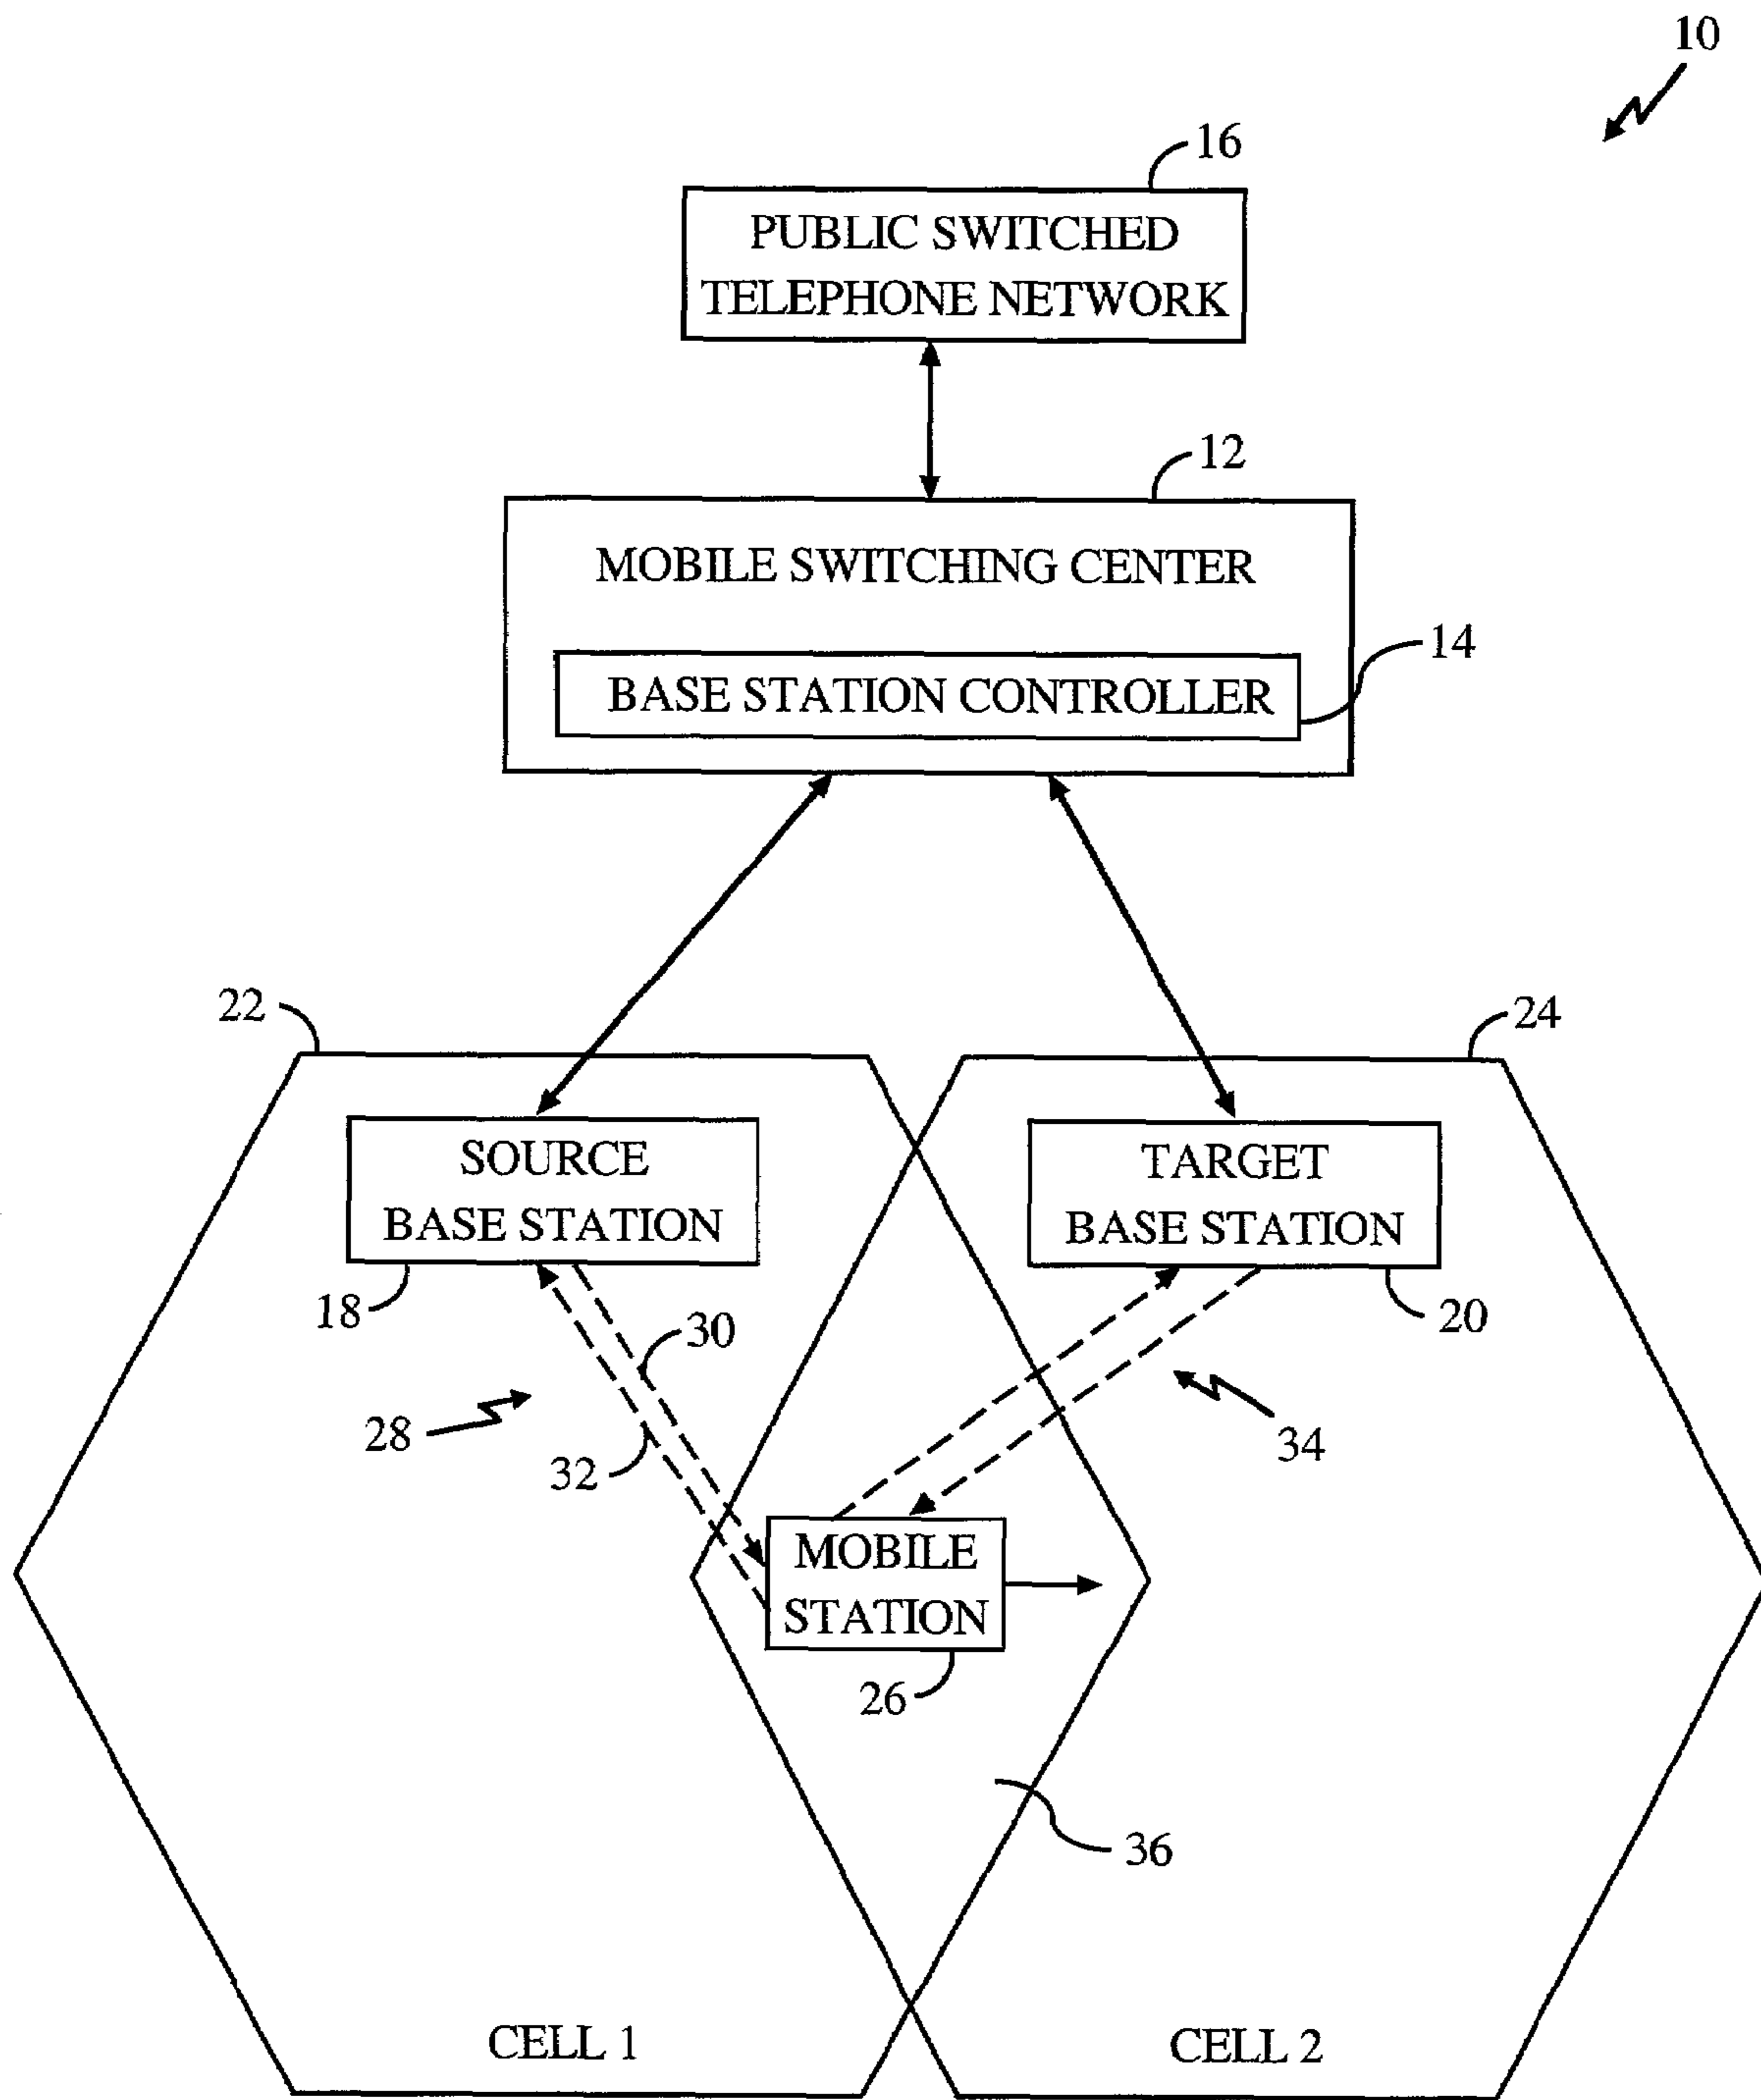 10
16
PUBLIC SWITCHED
TELEPHONE NETWORK
12
MOBILE SWITCHING CENTER
14
BASE STATION CONTROLLER
22
24
SOURCE
BASE STATION
TARGET
BASE STATION
18
30
20
28
32
34
MOBILE
STATION
26
36
CELL 1
CELL 2